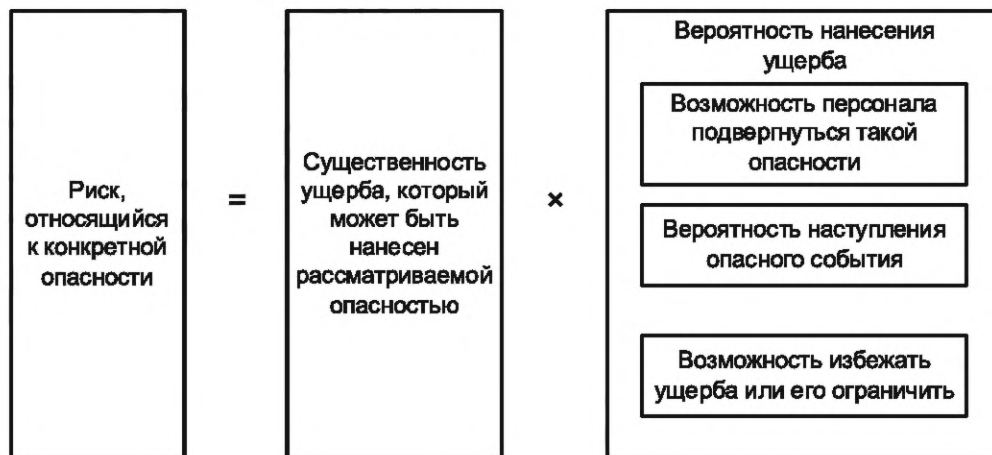 Риск,
относящийся
к конкретной
опасности
=
Существенность
ущерба, который
может быть
нанесен
рассматриваемой
опасностью
×
Вероятность нанесения
ущерба
Возможность персонала
подвергнуться такой
опасности
Вероятность наступления
опасного события
Возможность избежать
ущерба или его ограничить